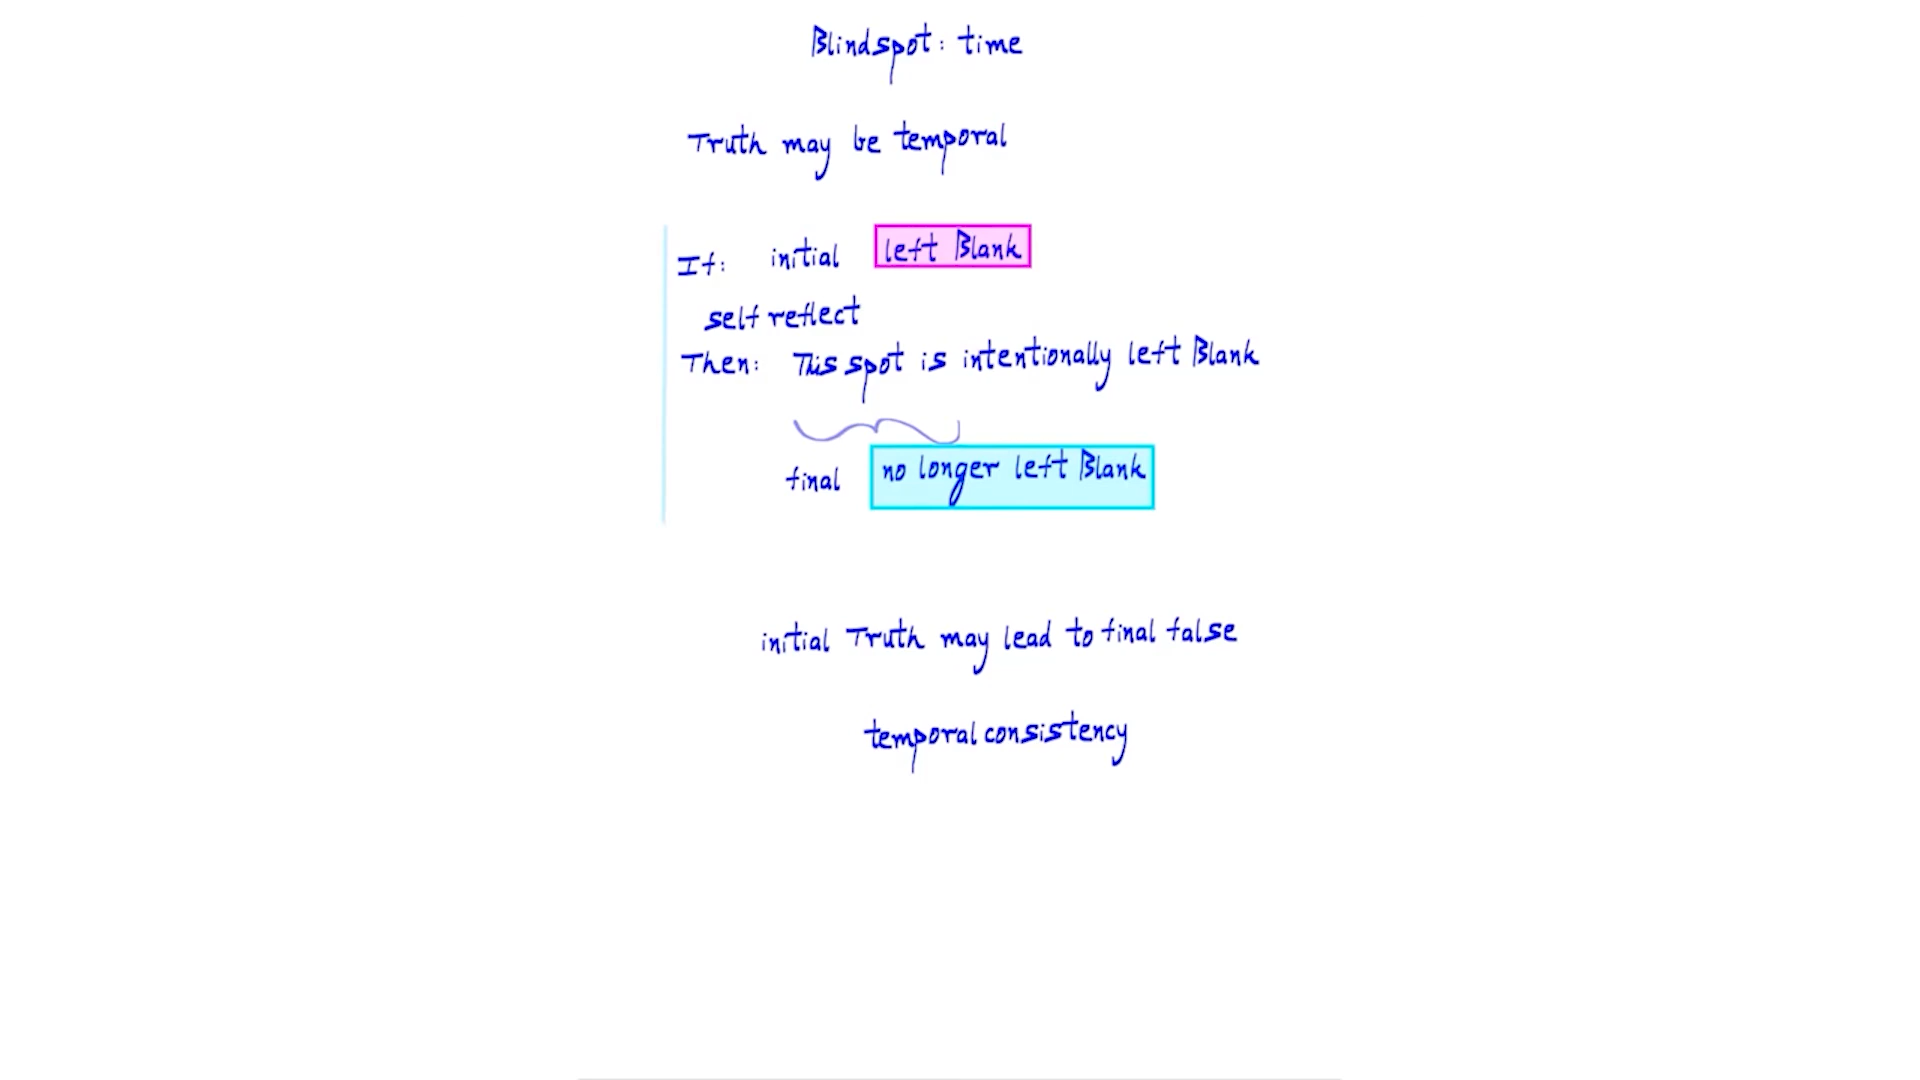 Blindspot: time
Truth may be temporal
If: initial left Blank
self reflect
Then: This spot is intentionally left Blank
final no longer left Blank
initial Truth may lead to final false
temporal consistency